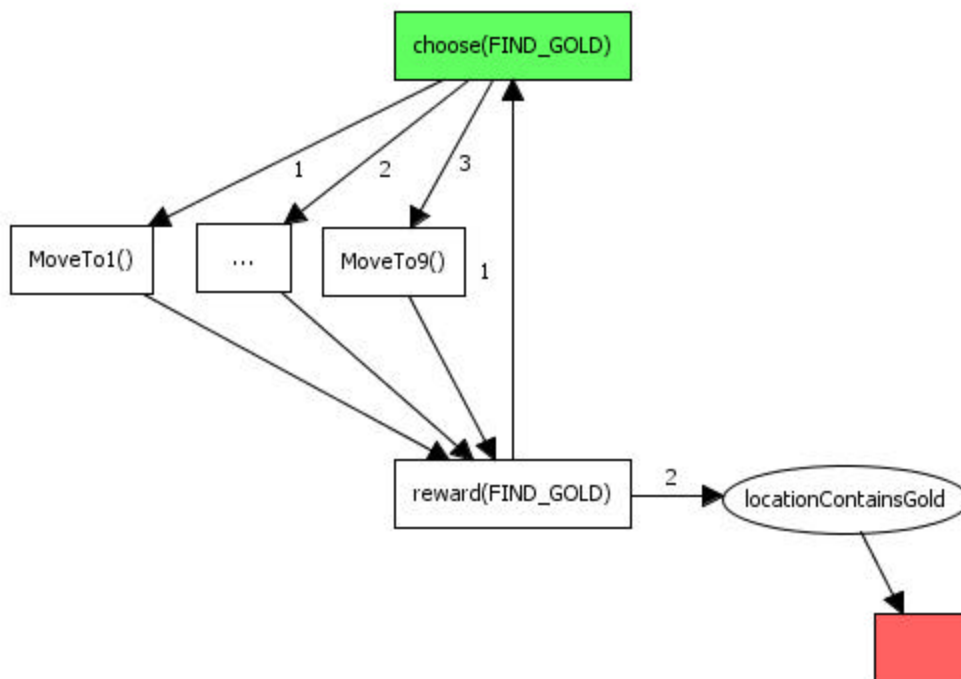 choose(FIND_GOLD)
1
2
3
MoveTo1()
...
MoveTo9()
1
reward(FIND_GOLD)
2
locationContainsGold